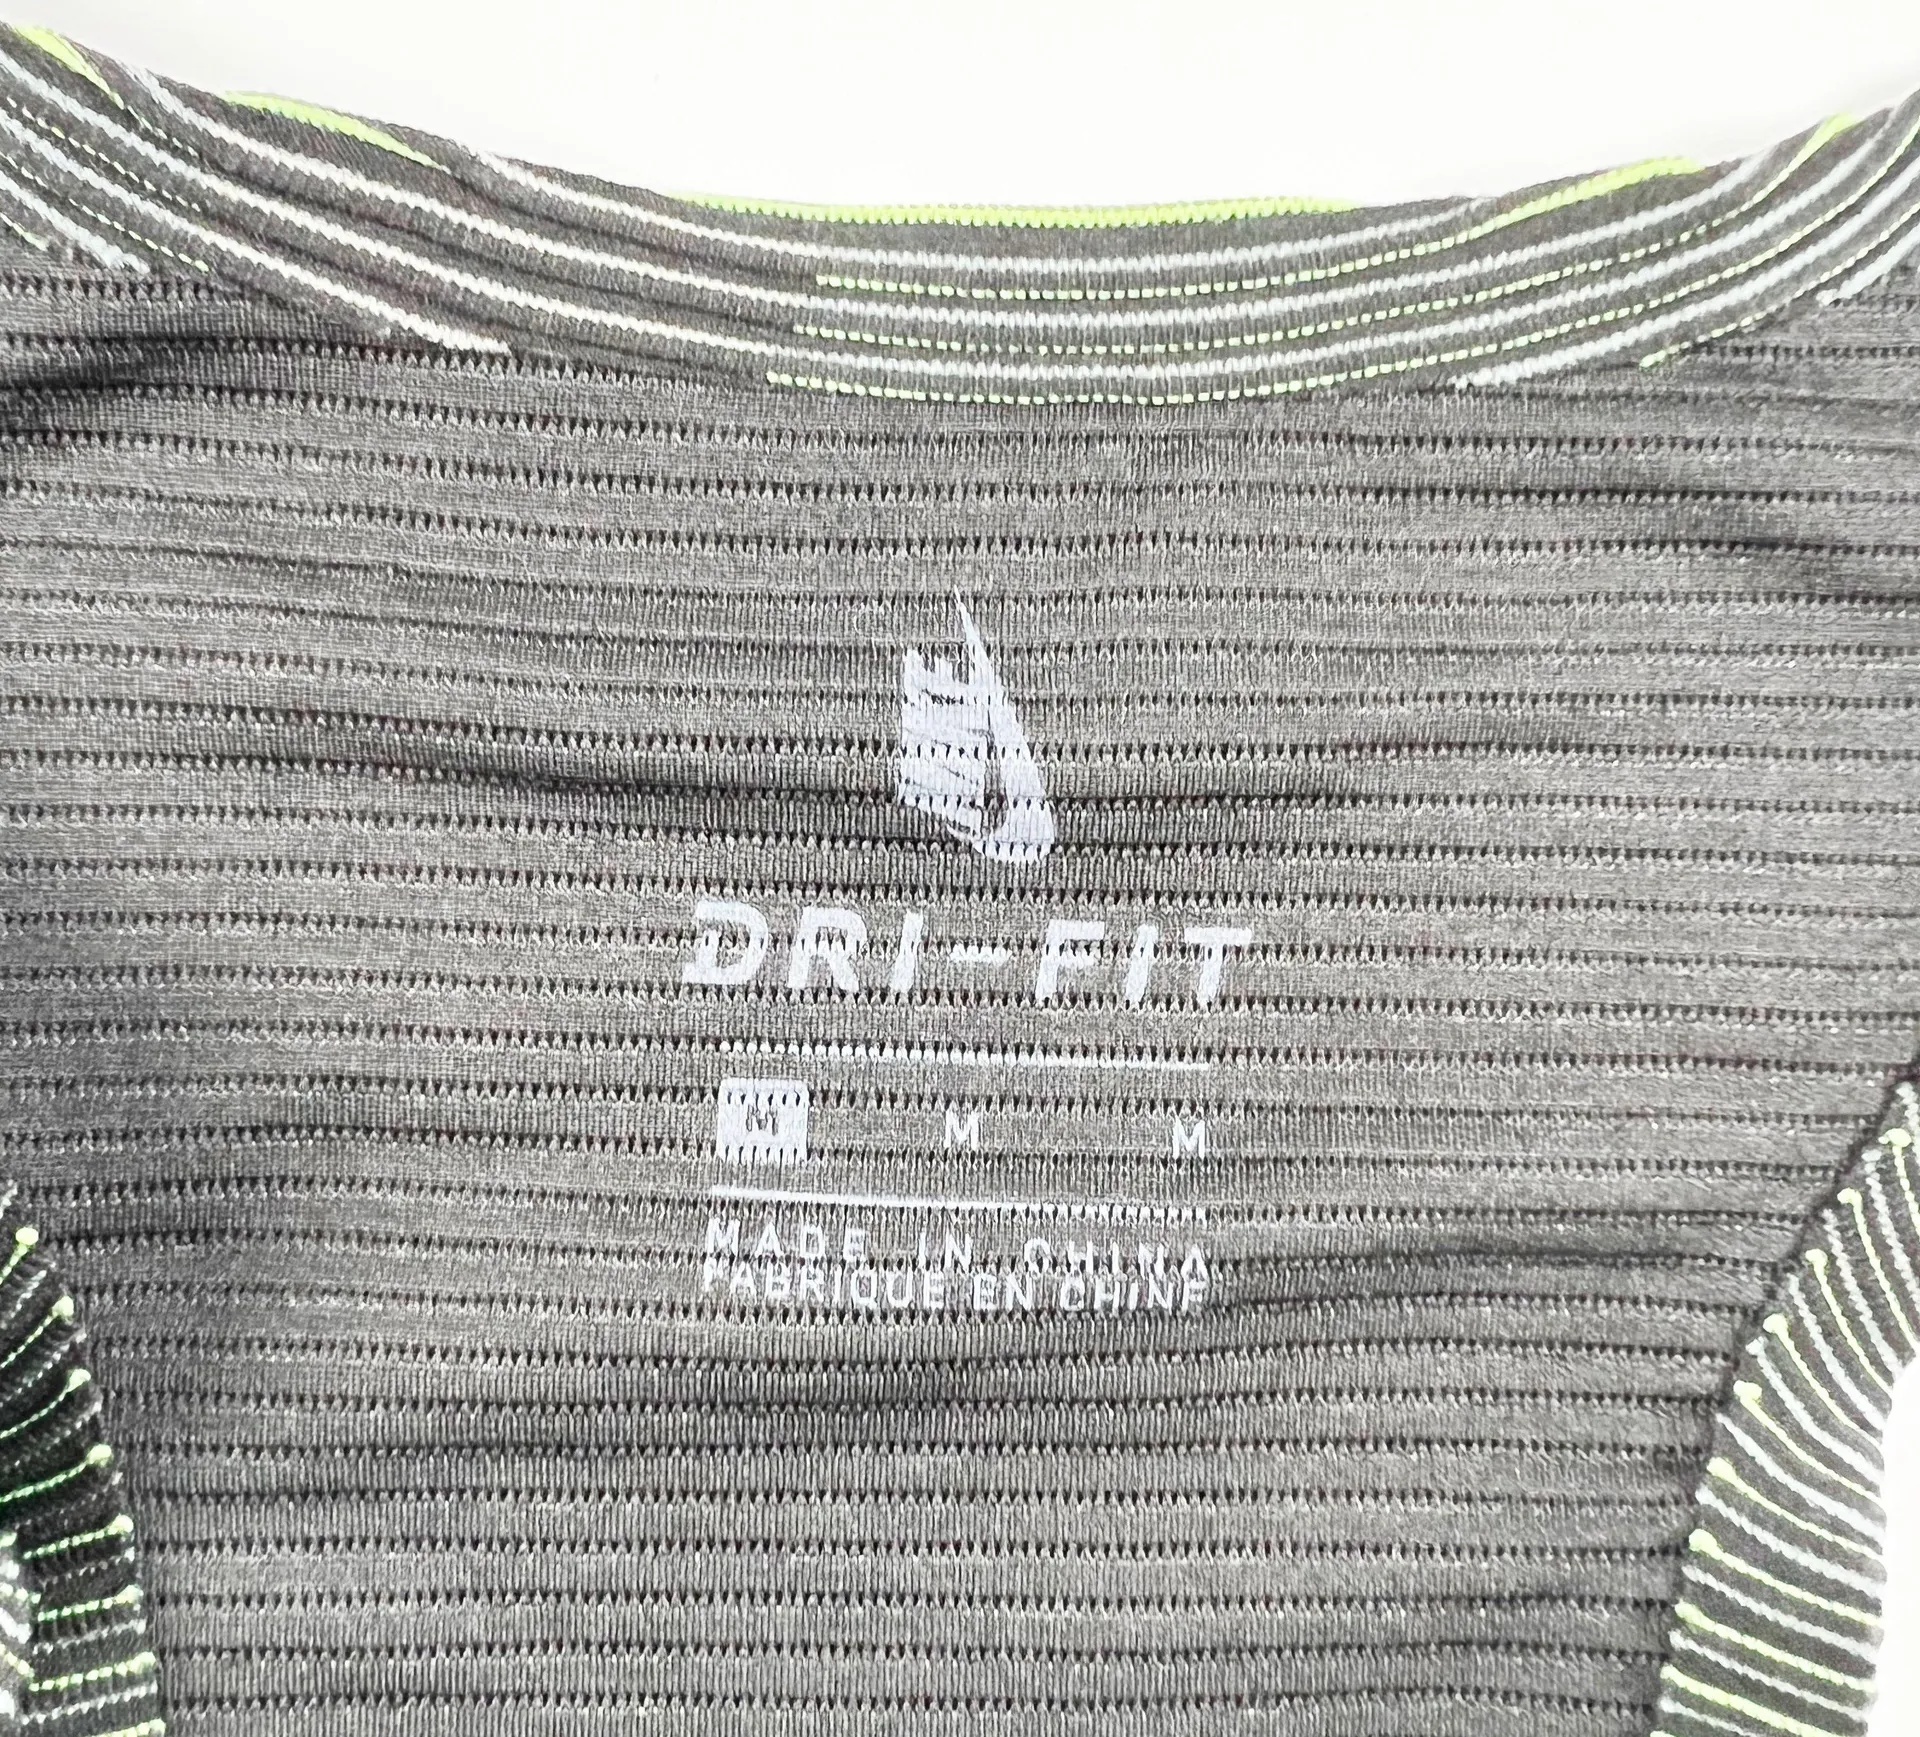 DRI-FIT
M M M
MADE IN CHINA
FABRIQUE EN CHINE